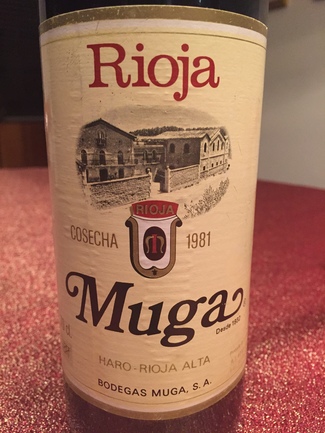 Rioja
RIOJA
COSECHA 1981
Muga
Desde 1932
HARO-RIOJA ALTA
BODEGAS MUGA, S. A.